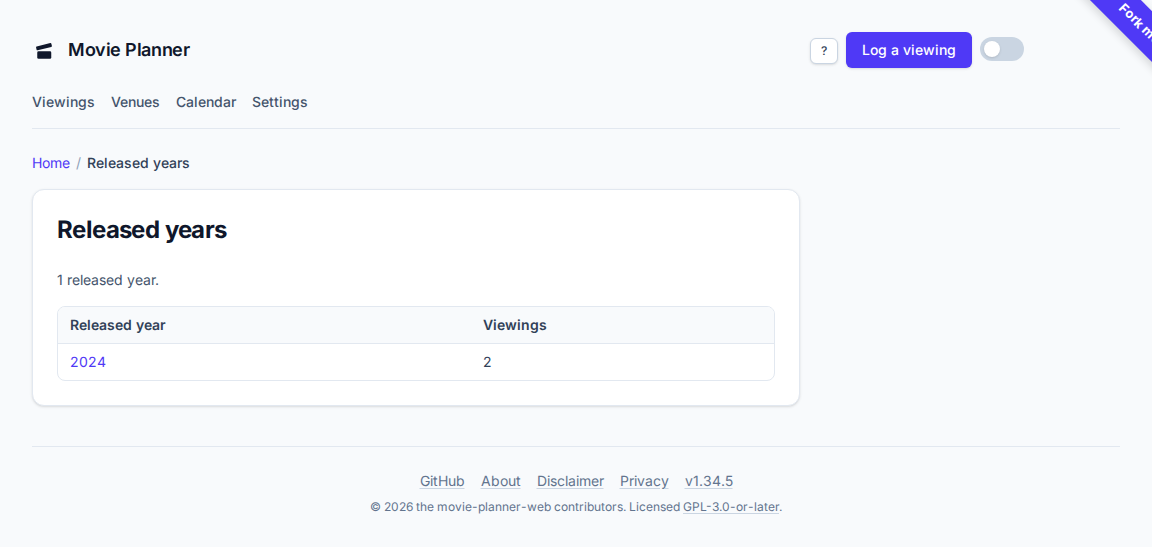 Movie Planner
?
Log a viewing
Fork m
Viewings Venues Calendar Settings
Home / Released years
Released years
1 released year.
Released year Viewings
2024 2
GitHub About Disclaimer Privacy v1.34.5
© 2026 the movie-planner-web contributors. Licensed GPL-3.0-or-later.